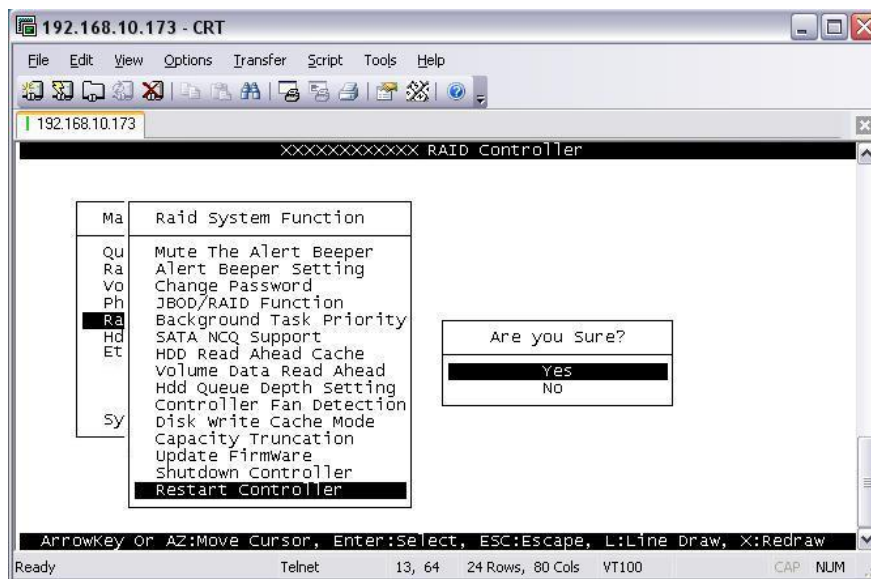 192.168.10.173 - CRT
File Edit View Options Transfer Script Tools Help
192.168.10.173
XXXXXXXXXXXX RAID Controller
Ma
Qu
Ra
Vo
Ph
Ra
Hd
Et
Sy
Raid System Function
Mute The Alert Beeper
Alert Beeper Setting
Change Password
JBOD/RAID Function
Background Task Priority
SATA NCQ Support
HDD Read Ahead Cache
Volume Data Read Ahead
Hdd Queue Depth Setting
Controller Fan Detection
Disk Write Cache Mode
Capacity Truncation
Update FirmWare
Shutdown Controller
Restart Controller
Are you Sure?
Yes
No
ArrowKey Or AZ:Move Cursor, Enter:Select, ESC:Escape, L:Line Draw, X:Redraw
Ready Telnet 13, 64 24 Rows, 80 Cols VT100 CAP NUM